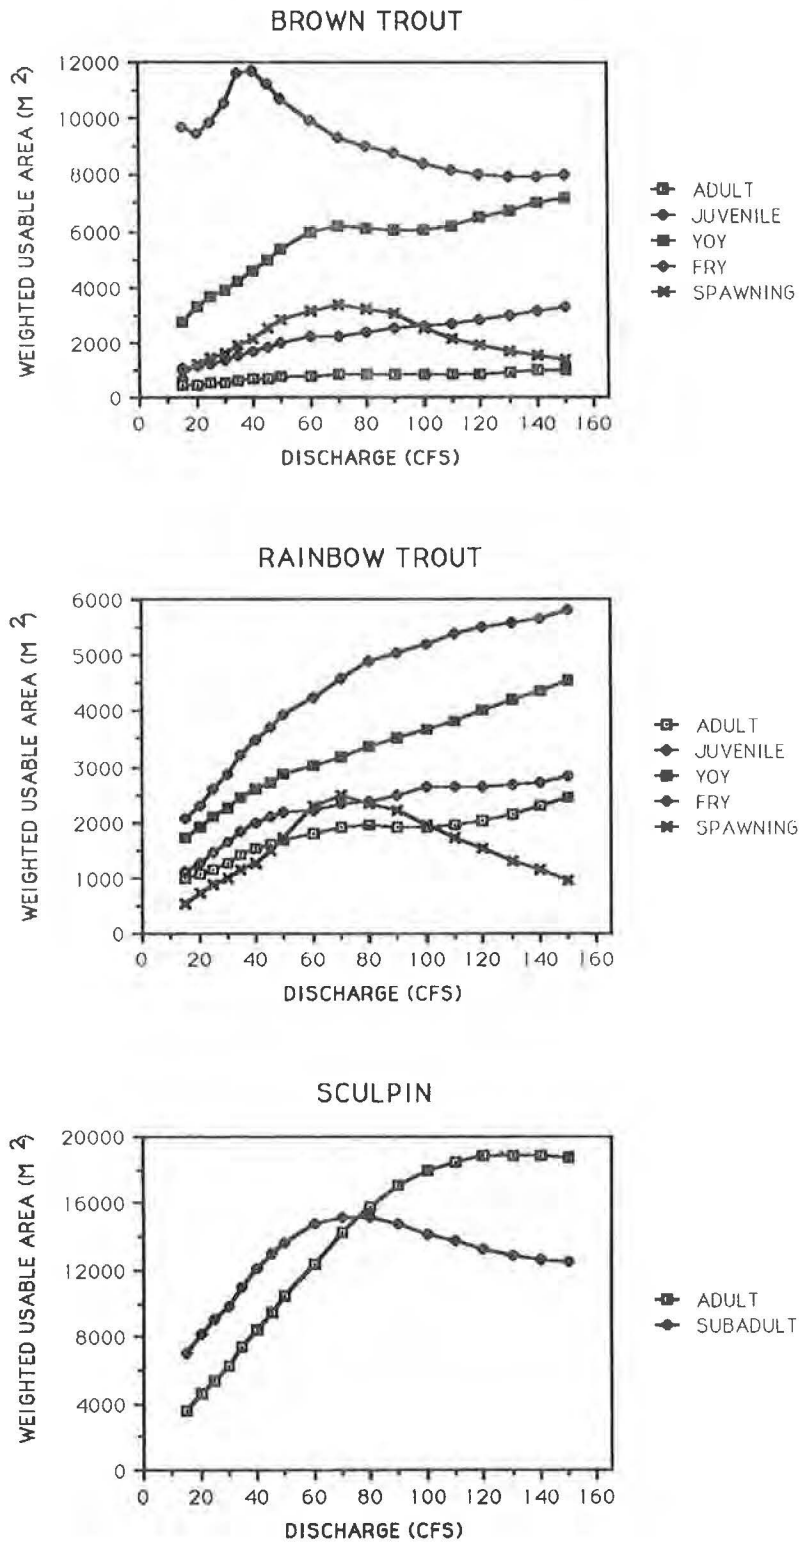 BROWN TROUT
WEIGHTED USABLE AREA (M 2)
12000
10000
8000
6000
4000
2000
0
0 20 40 60 80 100 120 140 160
DISCHARGE (CFS)
ADULT
JUVENILE
YOY
FRY
SPAWNING
RAINBOW TROUT
WEIGHTED USABLE AREA (M 2)
6000
5000
4000
3000
2000
1000
0
0 20 40 60 80 100 120 140 160
DISCHARGE (CFS)
ADULT
JUVENILE
YOY
FRY
SPAWNING
SCULPIN
WEIGHTED USABLE AREA (M 2)
20000
16000
12000
8000
4000
0
0 20 40 60 80 100 120 140 160
DISCHARGE (CFS)
ADULT
SUBADULT